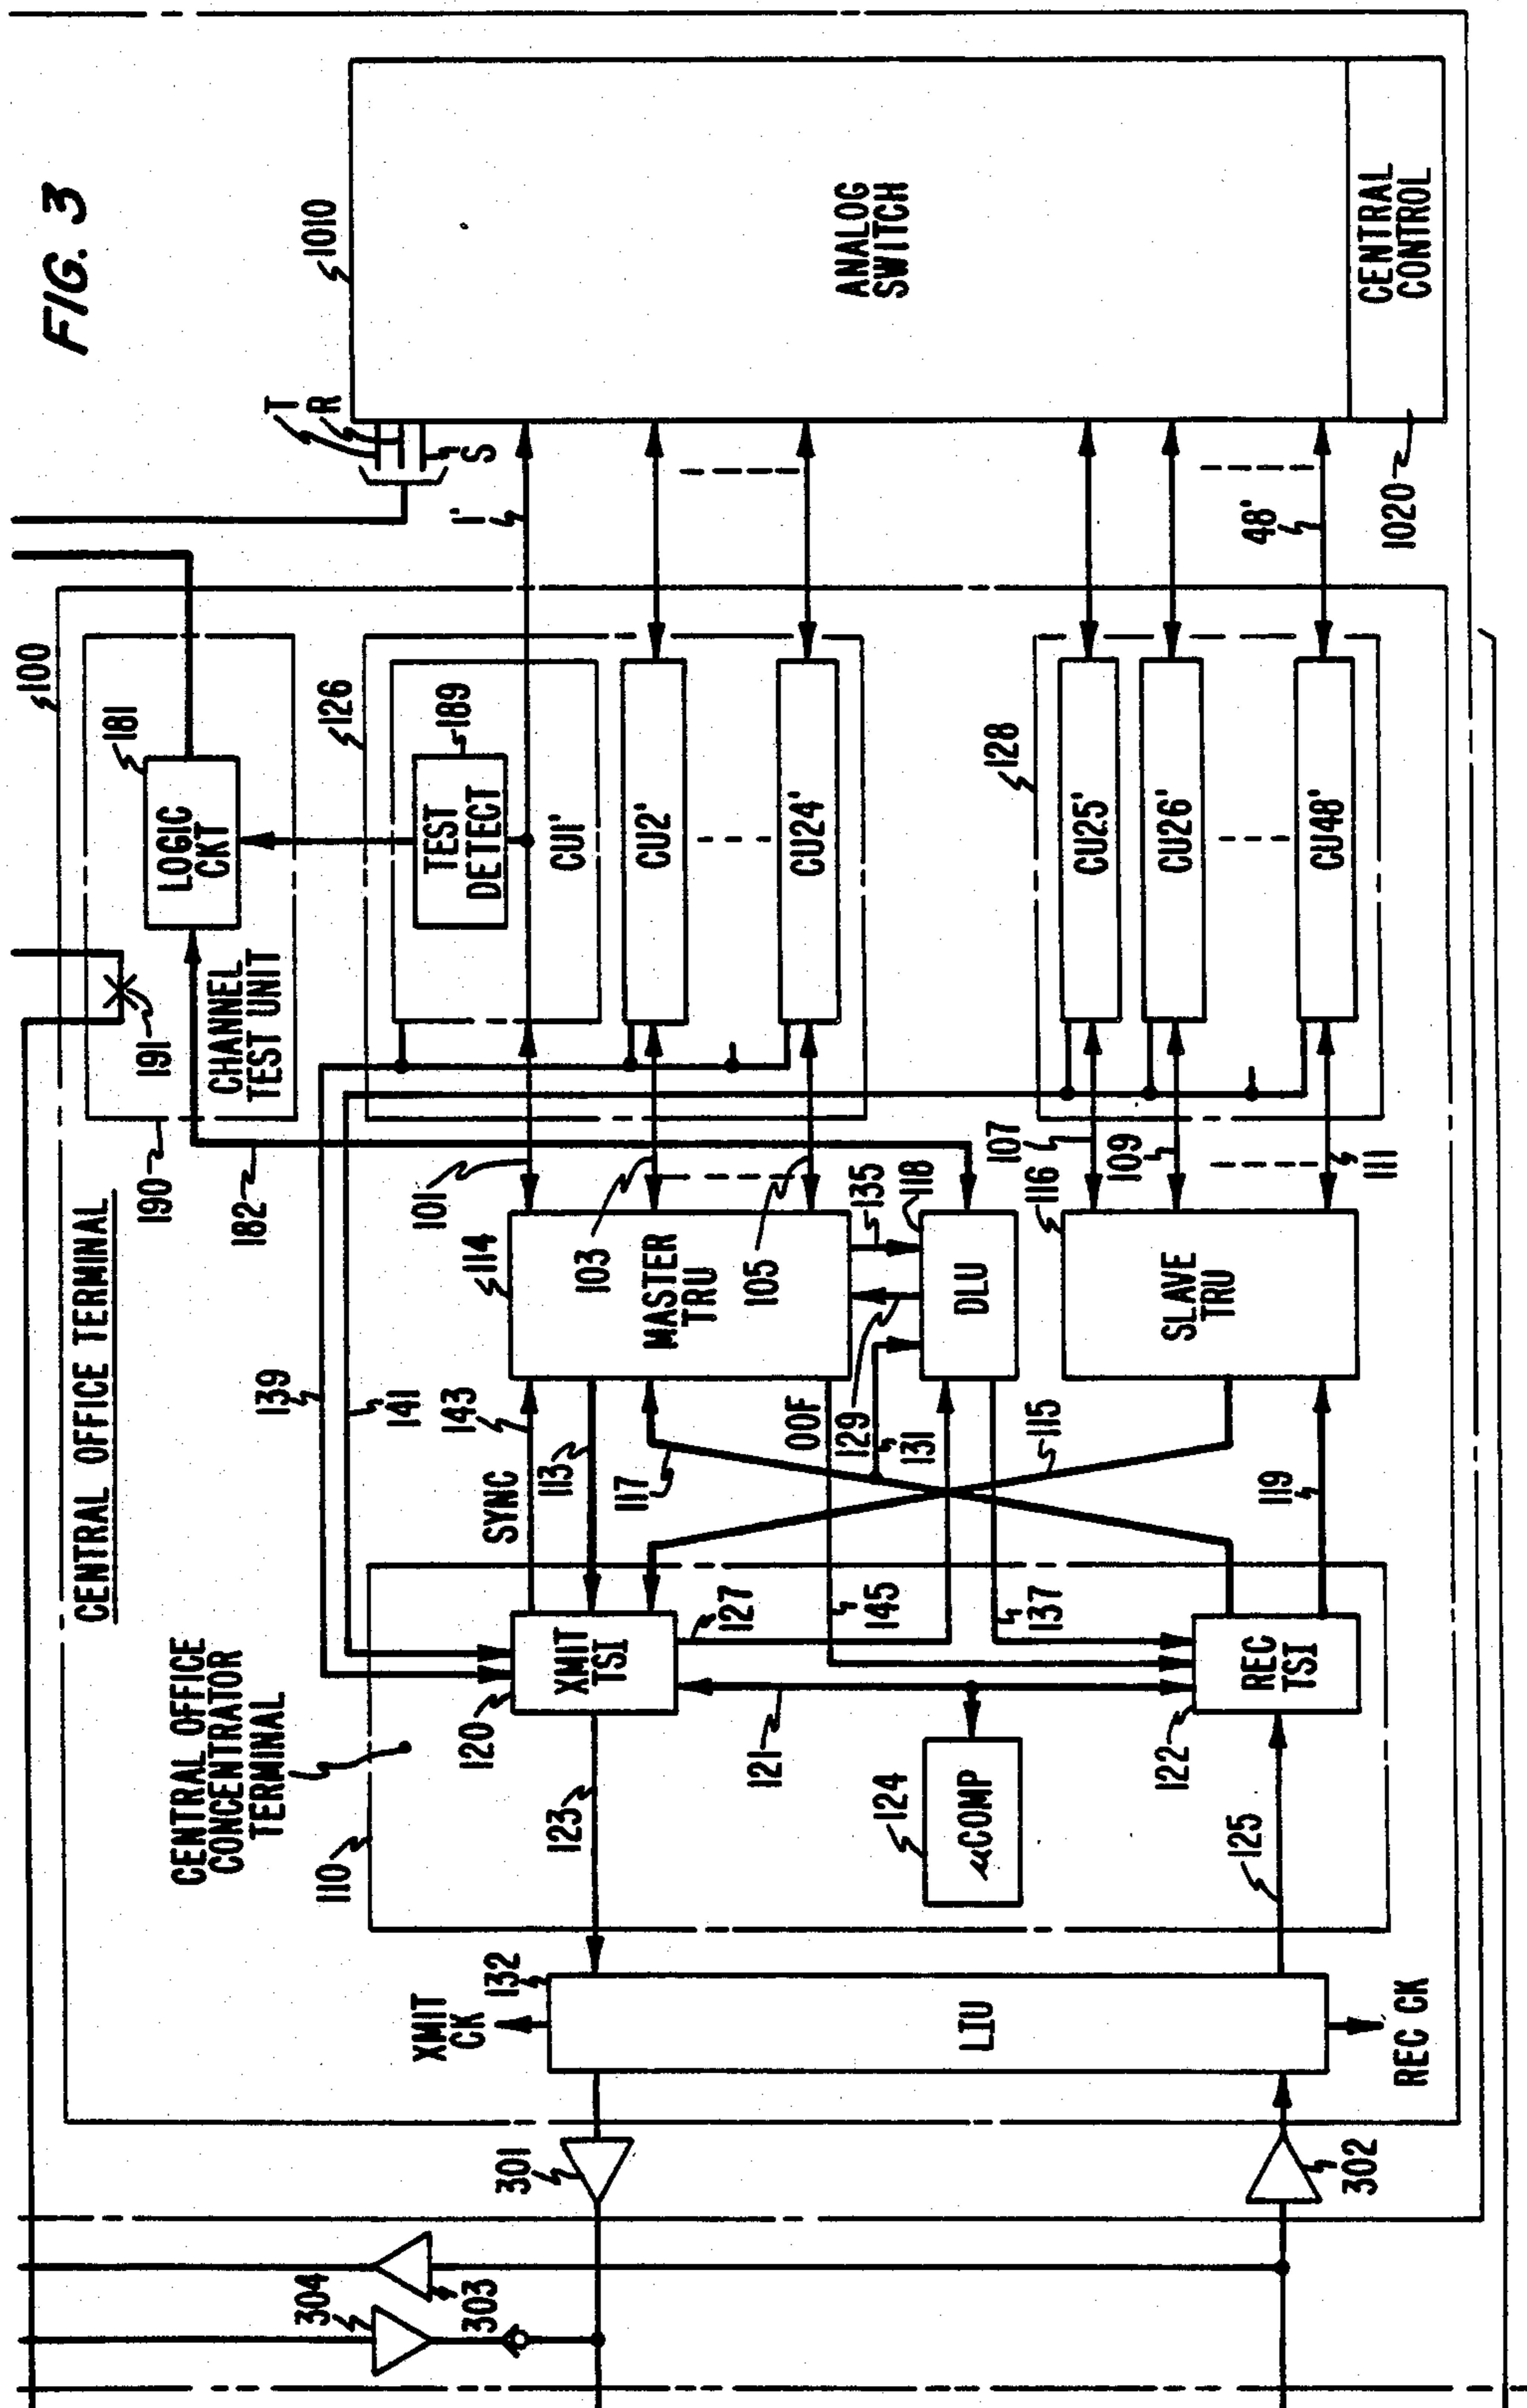 FIG. 3
CENTRAL OFFICE TERMINAL
100
1010
ANALOG
SWITCH
CENTRAL
CONTROL
1020
T
R
S
1'
48'
181
LOGIC
CKT
191
CHANNEL
TEST UNIT
190
182
126
189
TEST
DETECT
CU1'
CU2'
CU24'
128
CU25'
CU26'
CU48'
139
141
101
103
105
107
109
111
114
MASTER
TRU
135
118
DLU
116
SLAVE
TRU
SYNC
143
113
117
OOF
129
131
115
119
CENTRAL OFFICE
CONCENTRATOR
TERMINAL
110
120
XMIT
TSI
127
145
137
REC
TSI
122
121
123
124
μCOMP
125
XMIT
CK
132
LIU
REC CK
301
302
303
304